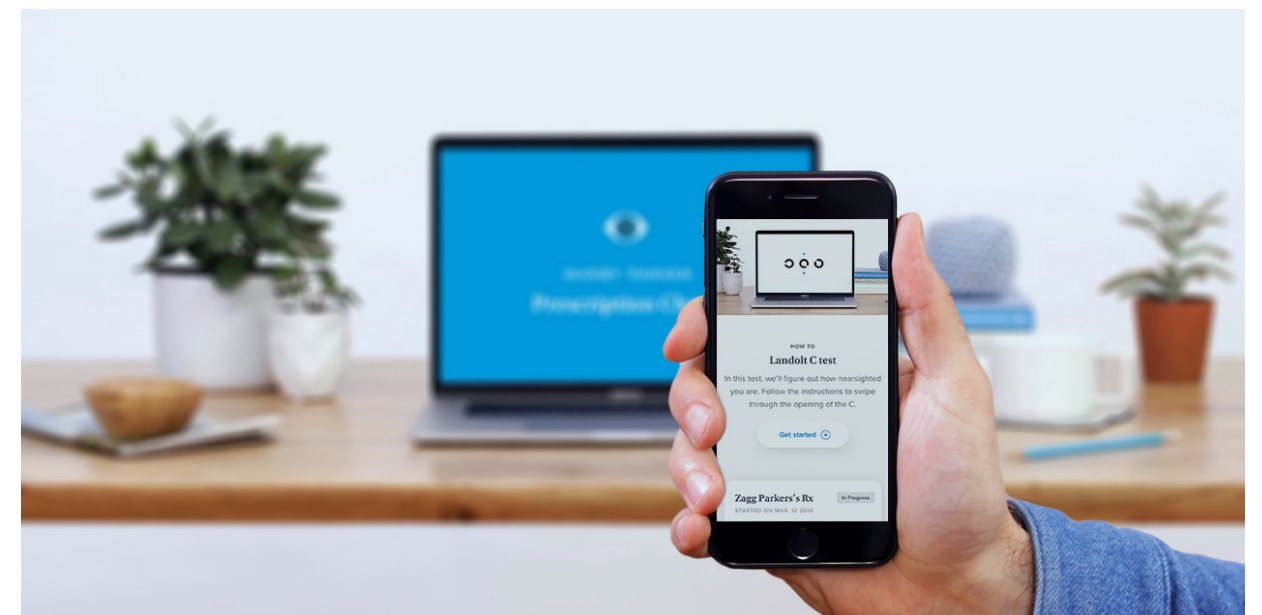 HOW TO
Landolt C test
In this test, we'll figure out how nearsighted
you are. Follow the instructions to swipe
through the opening of the C.
Get started
Zagg Parkers's Rx
In Progress
STARTED ON MAR. 12 2016